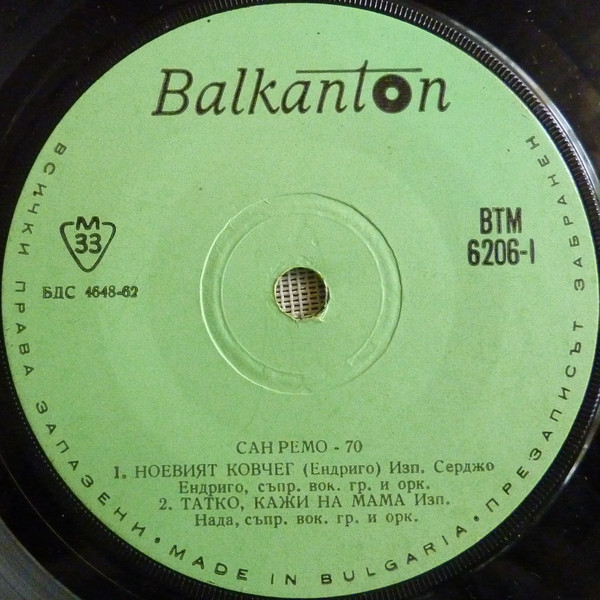 Balkanton
М
33
БДС 4648-62
ВТМ
6206-I
САН РЕМО - 70
1. НОЕВИЯТ КОВЧЕГ (Ендриго) Изп. Серджо
Ендриго, съпр. вок. гр. и орк.
2. ТАТКО, КАЖИ НА МАМА Изп.
Нада, съпр. вок. гр. и орк.
ВСИЧКИ ПРАВА ЗАПАЗЕНИ • MADE IN BULGARIA • ПРЕЗАПИСЪТ ЗАБРАНЕН